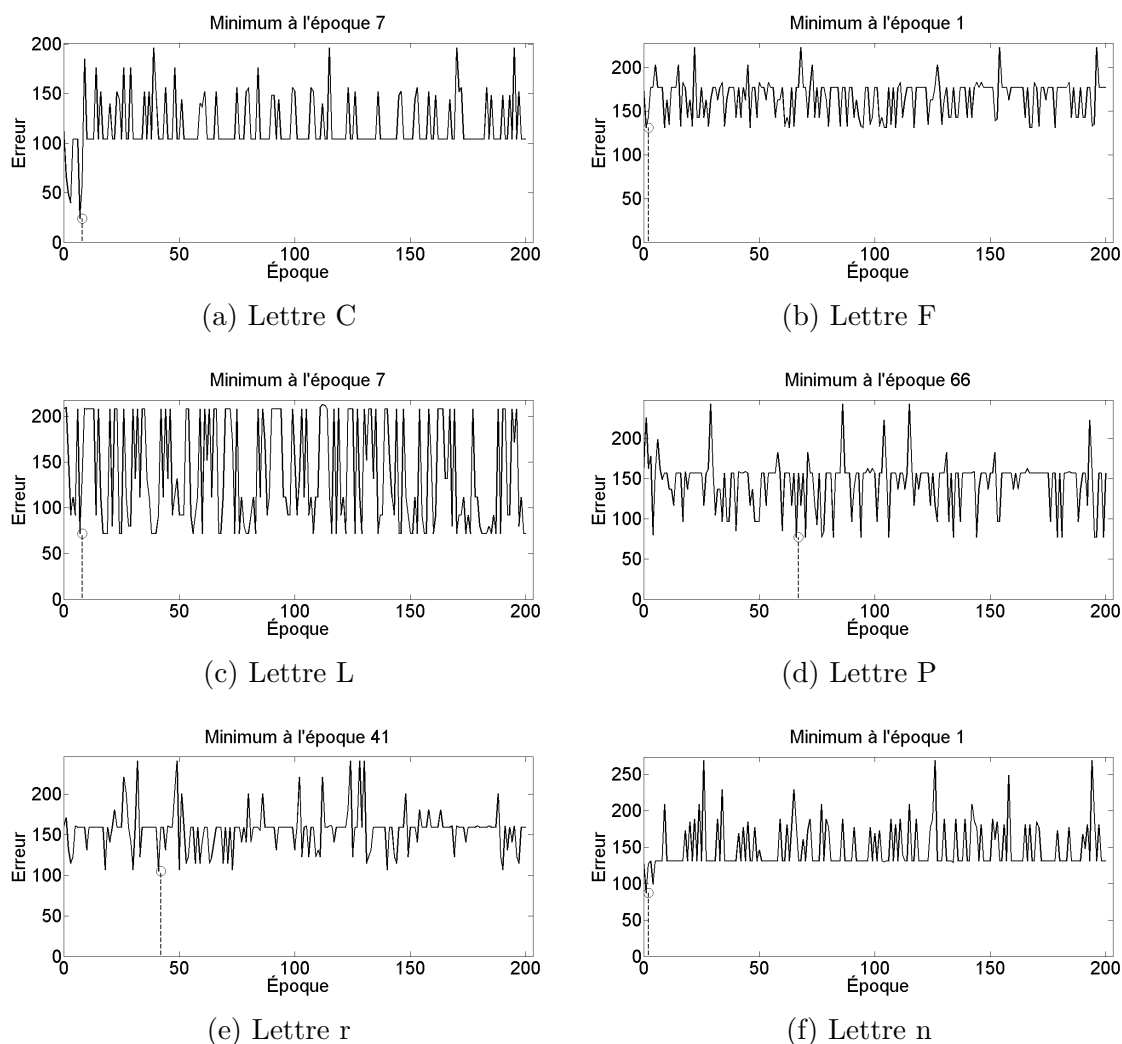 Minimum à l'époque 7
Erreur
200
150
100
50
0
0 50 100 150 200
Époque
(a) Lettre C
Minimum à l'époque 1
Erreur
200
150
100
50
0
0 50 100 150 200
Époque
(b) Lettre F
Minimum à l'époque 7
Erreur
200
150
100
50
0
0 50 100 150 200
Époque
(c) Lettre L
Minimum à l'époque 66
Erreur
200
150
100
50
0
0 50 100 150 200
Époque
(d) Lettre P
Minimum à l'époque 41
Erreur
200
150
100
50
0
0 50 100 150 200
Époque
(e) Lettre r
Minimum à l'époque 1
Erreur
250
200
150
100
50
0
0 50 100 150 200
Époque
(f) Lettre n